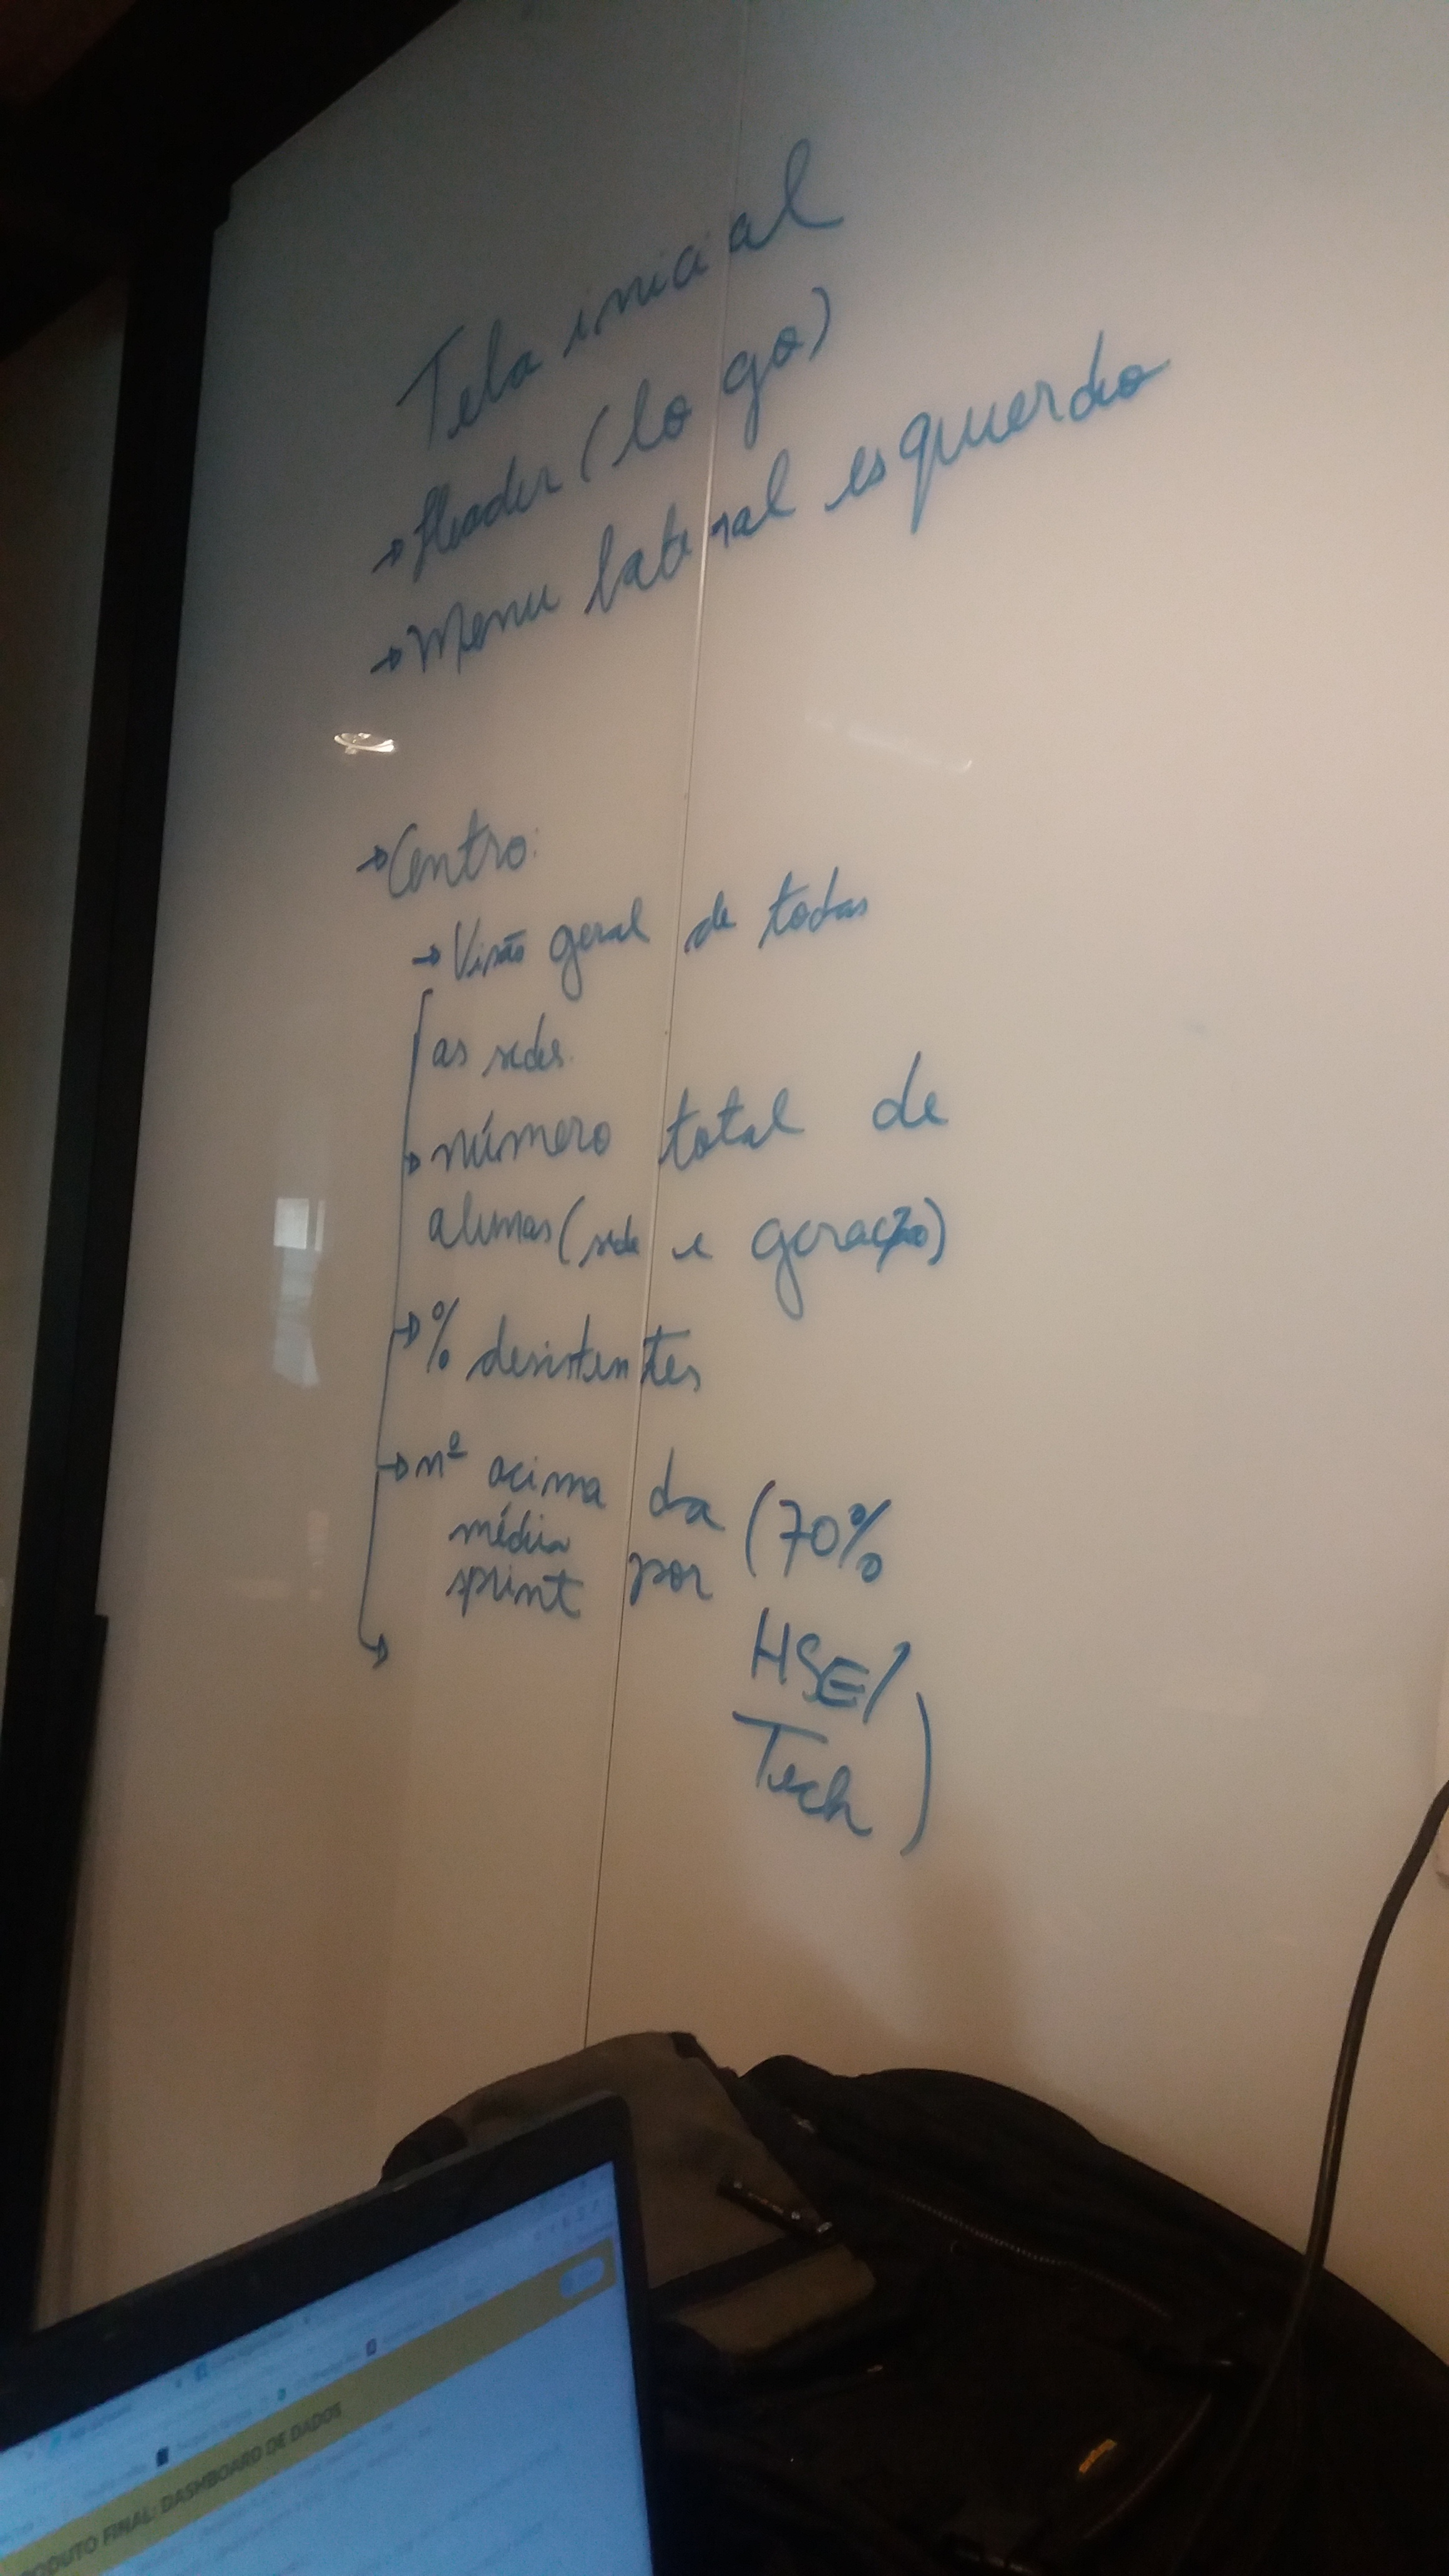 Tela inicial
→ Header (logo)
→ Menu lateral esquerdo
→ Centro:
→ Visão geral de todas
as sedes.
→ número total de
alunas (sede e geração)
→ % desistentes
→ nº acima da (70%
média
sprint por
HSE/
Tech)
PRODUTO FINAL: DASHBOARD DE DADOS